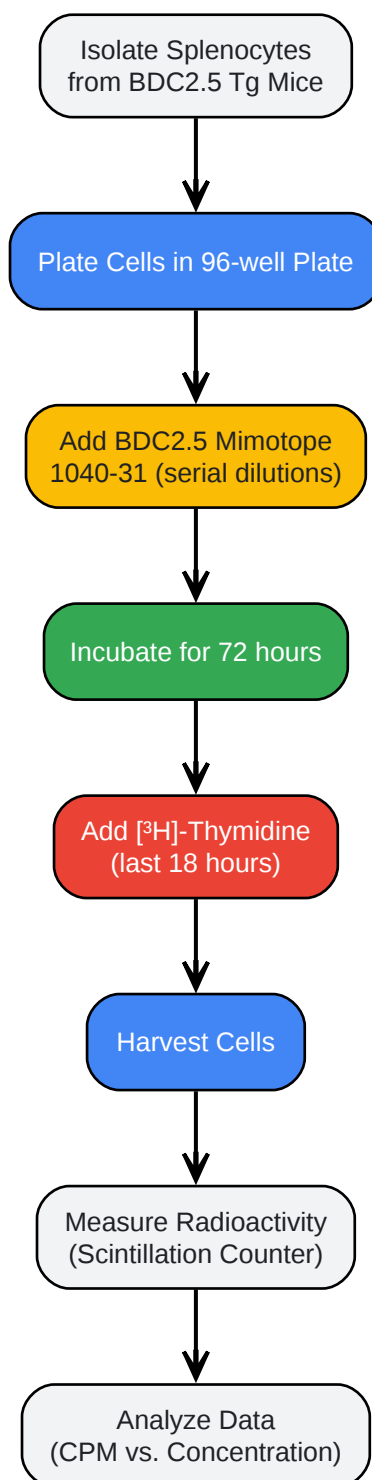 Isolate Splenocytes
from BDC2.5 Tg Mice
Plate Cells in 96-well Plate
Add BDC2.5 Mimotope
1040-31 (serial dilutions)
Incubate for 72 hours
Add [³H]-Thymidine
(last 18 hours)
Harvest Cells
Measure Radioactivity
(Scintillation Counter)
Analyze Data
(CPM vs. Concentration)